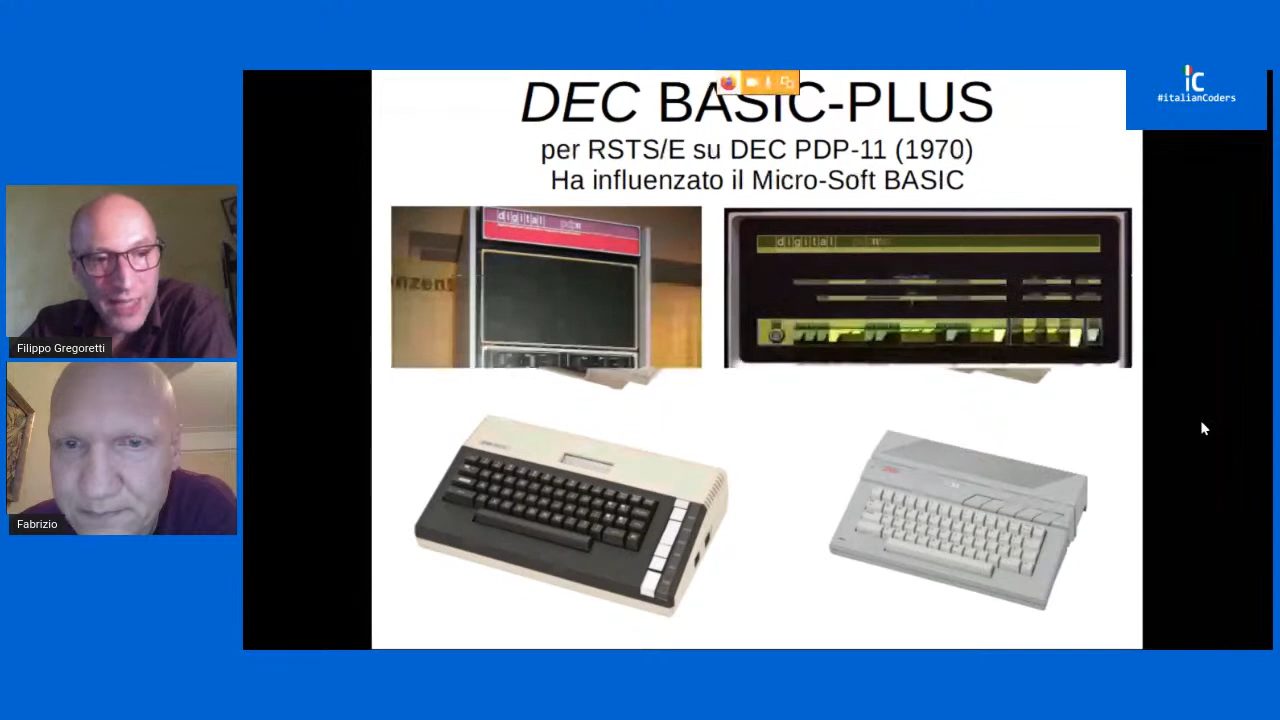 DEC BASIC-PLUS
per RSTS/E su DEC PDP-11 (1970)
Ha influenzato il Micro-Soft BASIC
ic
#italianCoders
digital
digital
Filippo Gregoretti
Fabrizio